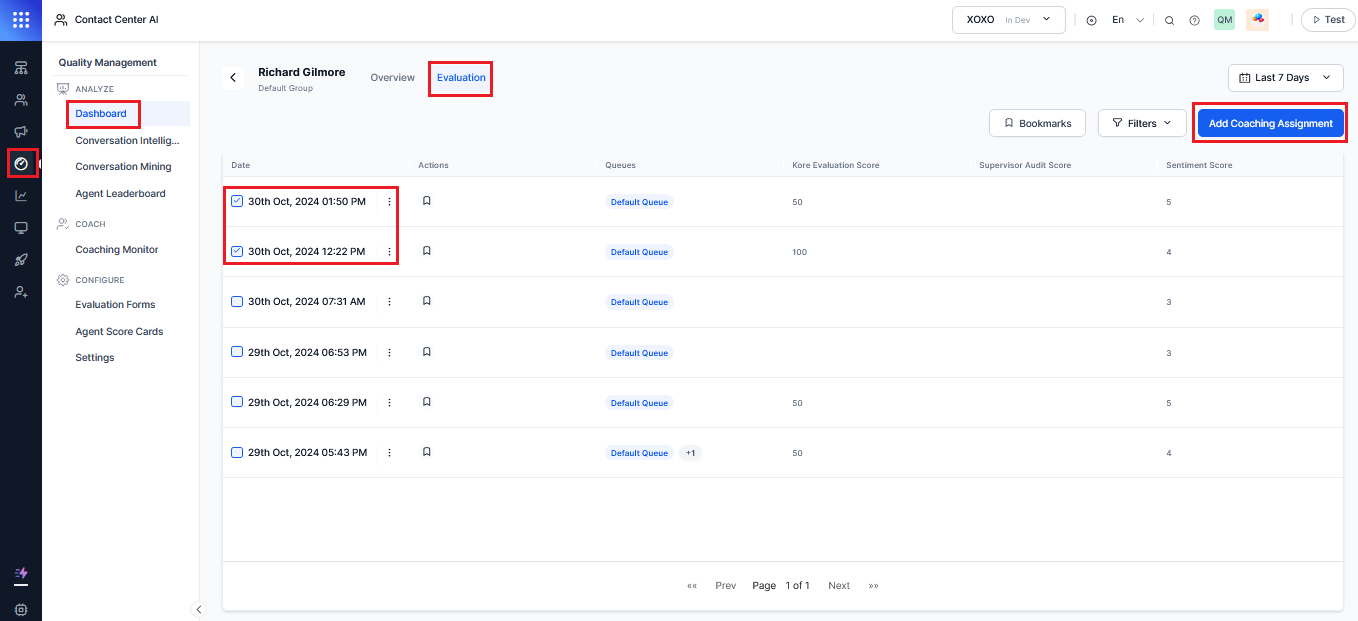 Contact Center AI
XOXO In Dev
En
QM
Test
Quality Management
ANALYZE
Dashboard
Conversation Intellig...
Conversation Mining
Agent Leaderboard
COACH
Coaching Monitor
CONFIGURE
Evaluation Forms
Agent Score Cards
Settings
Richard Gilmore
Default Group
Overview
Evaluation
Last 7 Days
Bookmarks
Filters
Add Coaching Assignment
Date Actions Queues Kore Evaluation Score Supervisor Audit Score Sentiment Score
30th Oct, 2024 01:50 PM Default Queue 50 5
30th Oct, 2024 12:22 PM Default Queue 100 4
30th Oct, 2024 07:31 AM Default Queue 3
29th Oct, 2024 06:53 PM Default Queue 3
29th Oct, 2024 06:29 PM Default Queue 50 5
29th Oct, 2024 05:43 PM Default Queue +1 50 4
«« Prev Page 1 of 1 Next »»